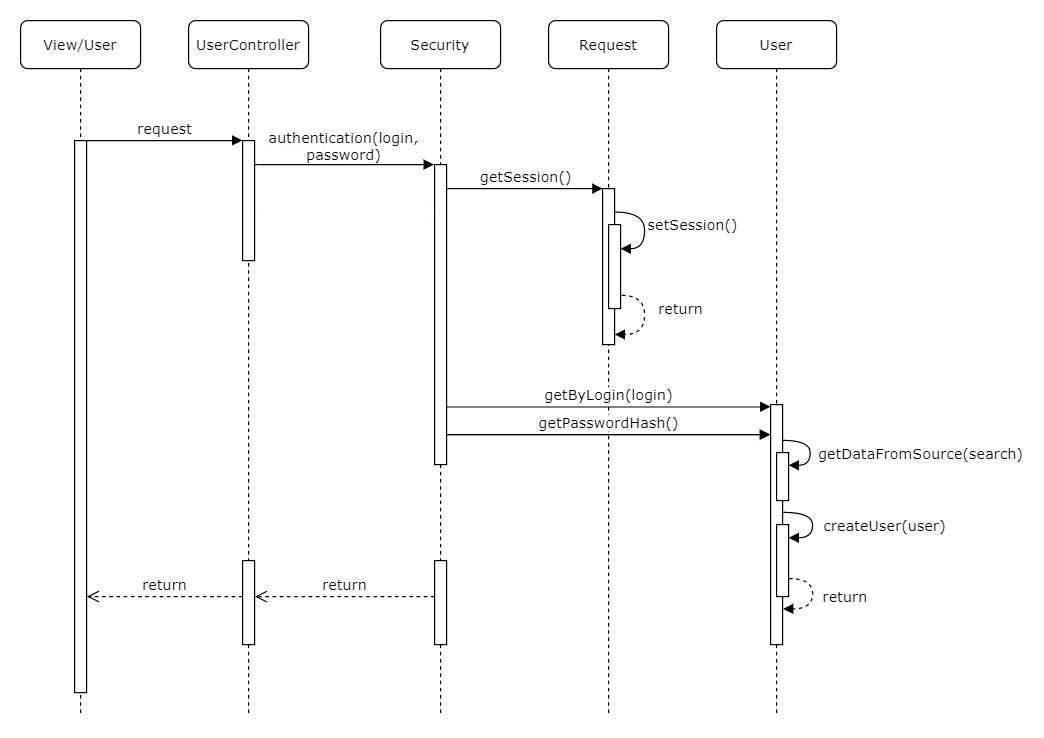 View/User
UserController
Security
Request
User
request
authentication(login,
password)
getSession()
setSession()
return
getByLogin(login)
getPasswordHash()
getDataFromSource(search)
createUser(user)
return
return
return